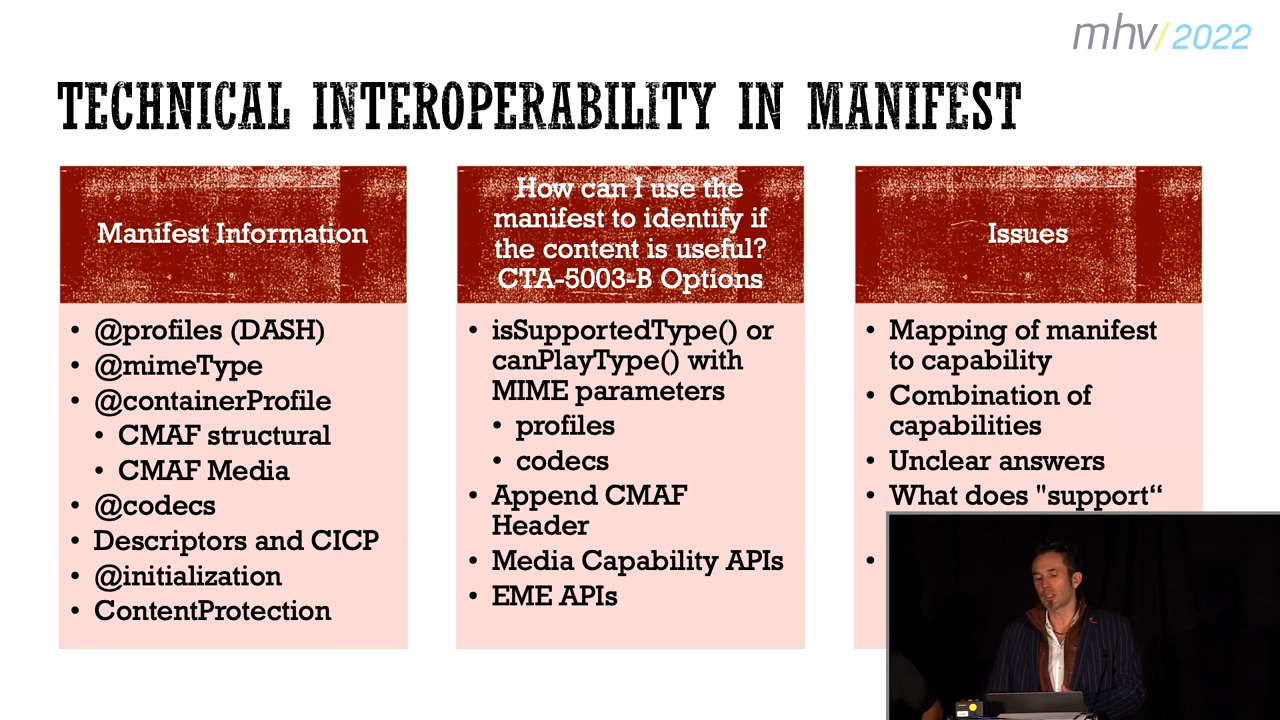 mhv/2022
TECHNICAL INTEROPERABILITY IN MANIFEST
Manifest Information
• @profiles (DASH)
• @mimeType
• @containerProfile
• CMAF structural
• CMAF Media
• @codecs
• Descriptors and CICP
• @initialization
• ContentProtection
How can I use the
manifest to identify if
the content is useful?
CTA-5003-B Options
• isSupportedType() or
canPlayType() with
MIME parameters
• profiles
• codecs
• Append CMAF
Header
• Media Capability APIs
• EME APIs
Issues
• Mapping of manifest
to capability
• Combination of
capabilities
• Unclear answers
• What does "support“